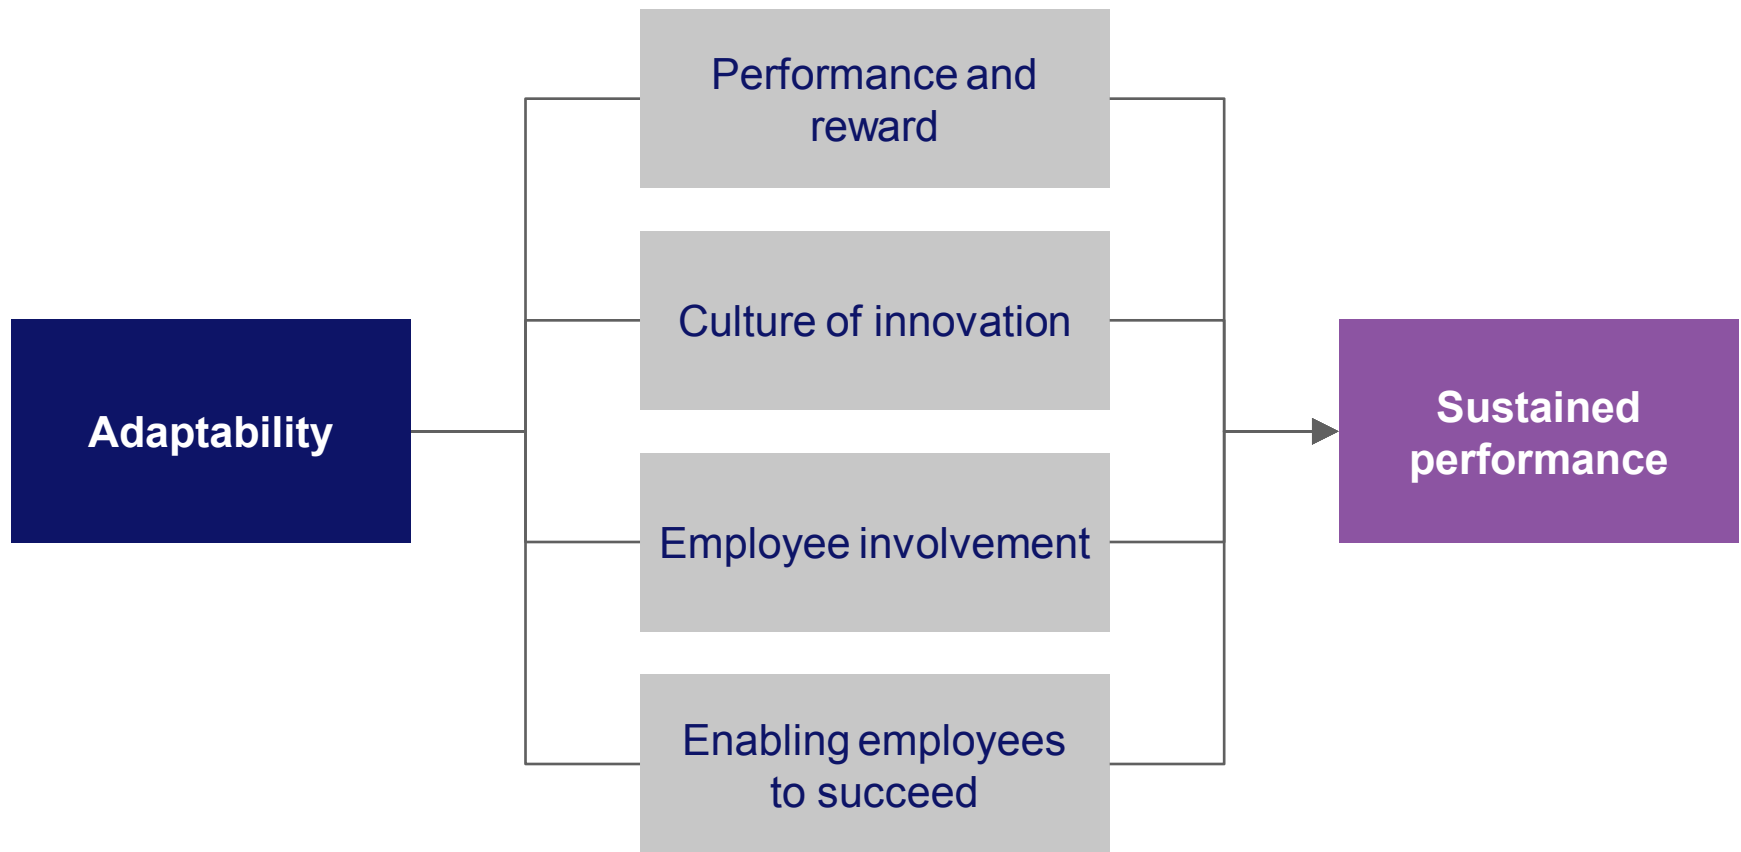 Performance and
reward
Culture of innovation
Adaptability
Sustained
performance
Employee involvement
Enabling employees
to succeed